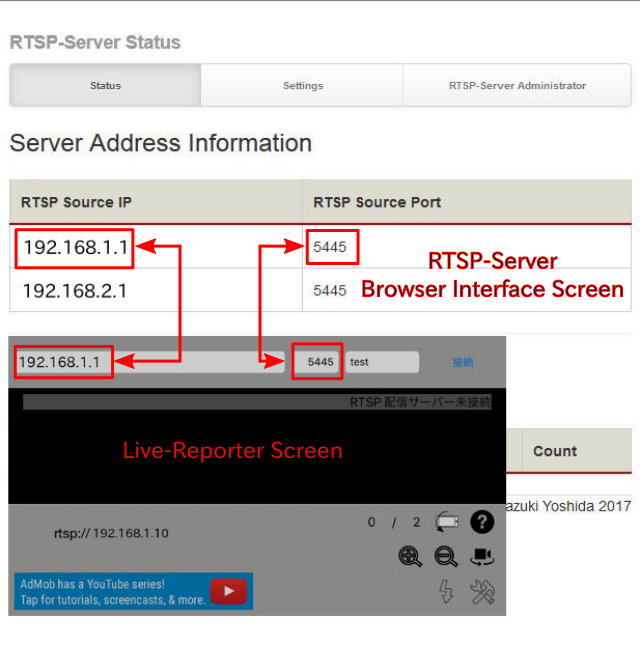 RTSP-Server Status
Status Settings RTSP-Server Administrator
Server Address Information
RTSP Source IP RTSP Source Port
192.168.1.1 5445
RTSP-Server
192.168.2.1 5445 Browser Interface Screen
192.168.1.1 5445 test 接続
RTSP 配信サーバー未接続
Live-Reporter Screen
Count
azuki Yoshida 2017
0 / 2
rtsp:// 192.168.1.10
AdMob has a YouTube series!
Tap for tutorials, screencasts, & more.